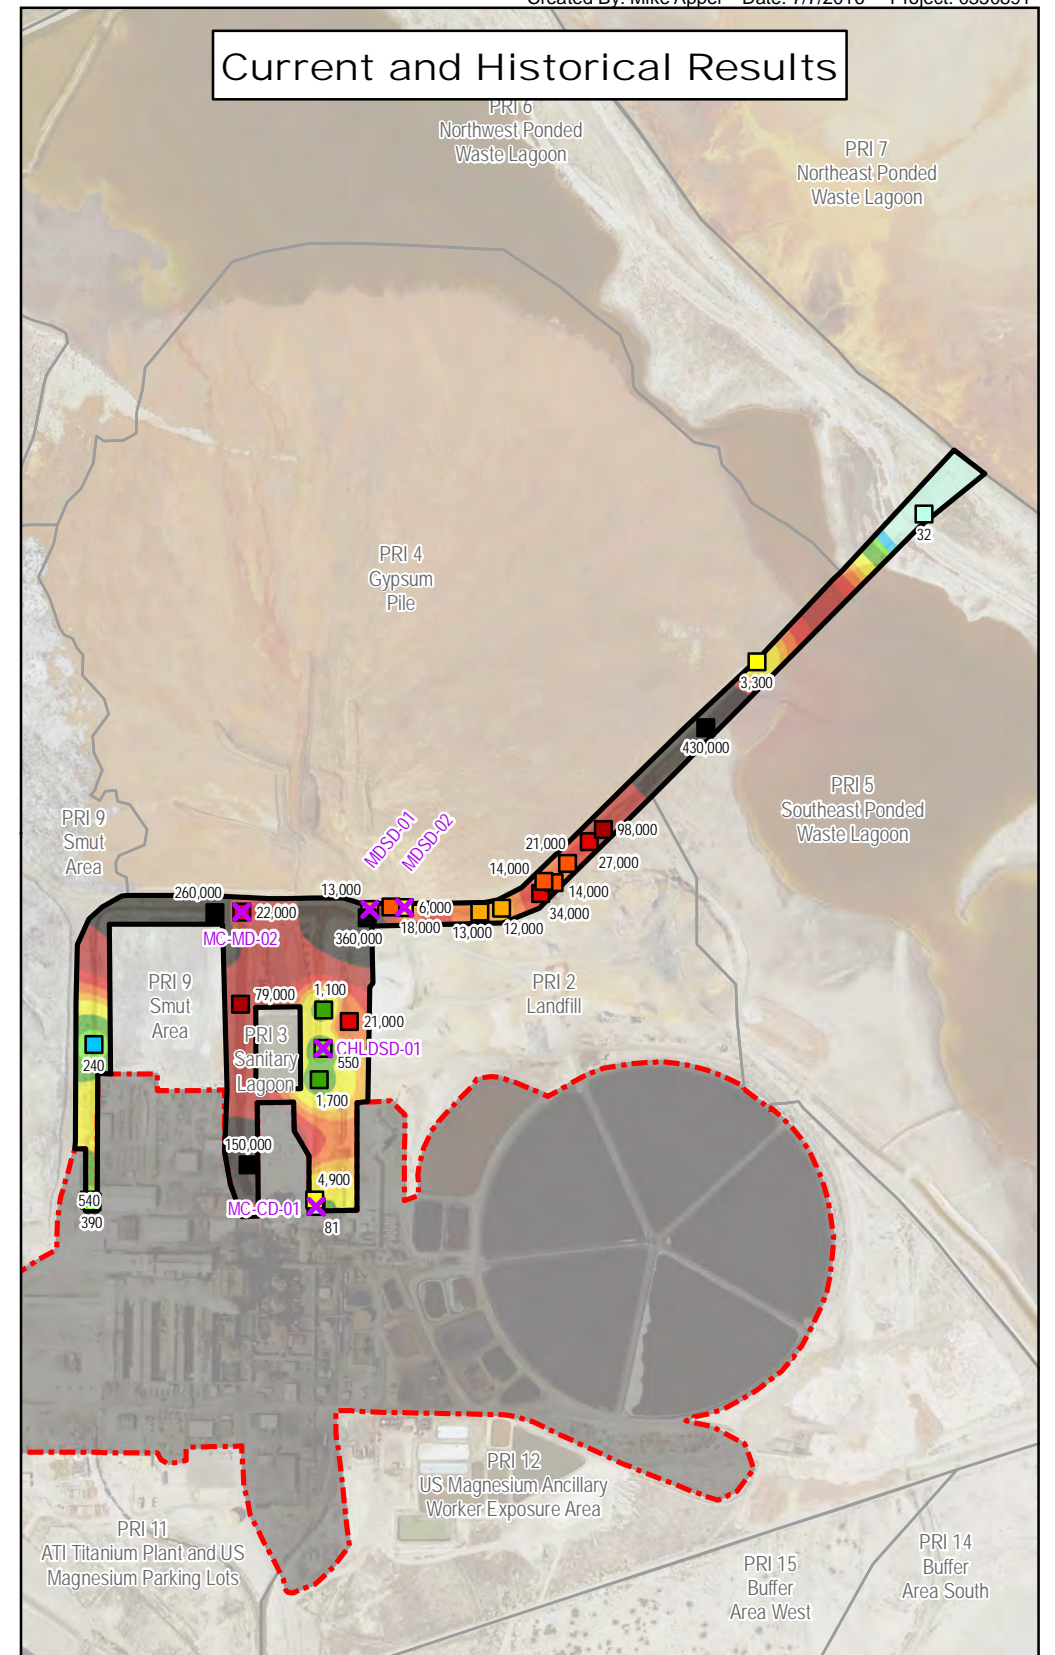 Current and Historical Results
PRI 6
Northwest Ponded
Waste Lagoon
PRI 7
Northeast Ponded
Waste Lagoon
32
PRI 4
Gypsum
Pile
3,300
430,000
PRI 5
Southeast Ponded
Waste Lagoon
PRI 9
Smut
Area
MDSD-01
MDSD-02
21,000
98,000
27,000
14,000
14,000
34,000
260,000
13,000
22,000
6,000
18,000
13,000
12,000
MC-MD-02
360,000
PRI 9
Smut
Area
PRI 2
Landfill
79,000
1,100
21,000
PRI 3
Sanitary
Lagoon
CHLDSD-01
550
240
1,700
150,000
4,900
540
390
MC-CD-01
81
PRI 12
US Magnesium Ancillary
Worker Exposure Area
PRI 11
ATI Titanium Plant and US
Magnesium Parking Lots
PRI 15
Buffer
Area West
PRI 14
Buffer
Area South